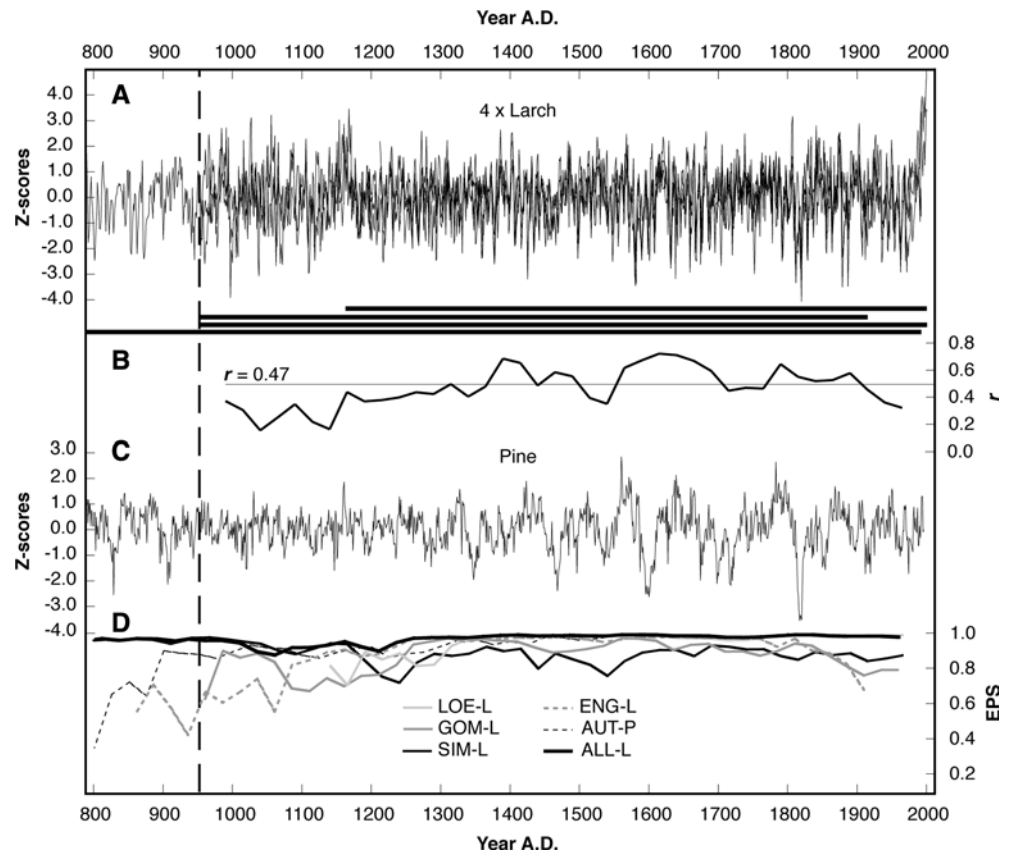 Year A.D.
800 900 1000 1100 1200 1300 1400 1500 1600 1700 1800 1900 2000
A
4 x Larch
Z-scores
4.0
3.0
2.0
1.0
0.0
-1.0
-2.0
-3.0
-4.0
B
r = 0.47
0.8
0.6
0.4
0.2
0.0
r
C
Pine
Z-scores
3.0
2.0
1.0
0.0
-1.0
-2.0
-3.0
-4.0
D
1.0
0.8
0.6
0.4
0.2
EPS
LOE-L ENG-L
GOM-L AUT-P
SIM-L ALL-L
800 900 1000 1100 1200 1300 1400 1500 1600 1700 1800 1900 2000
Year A.D.